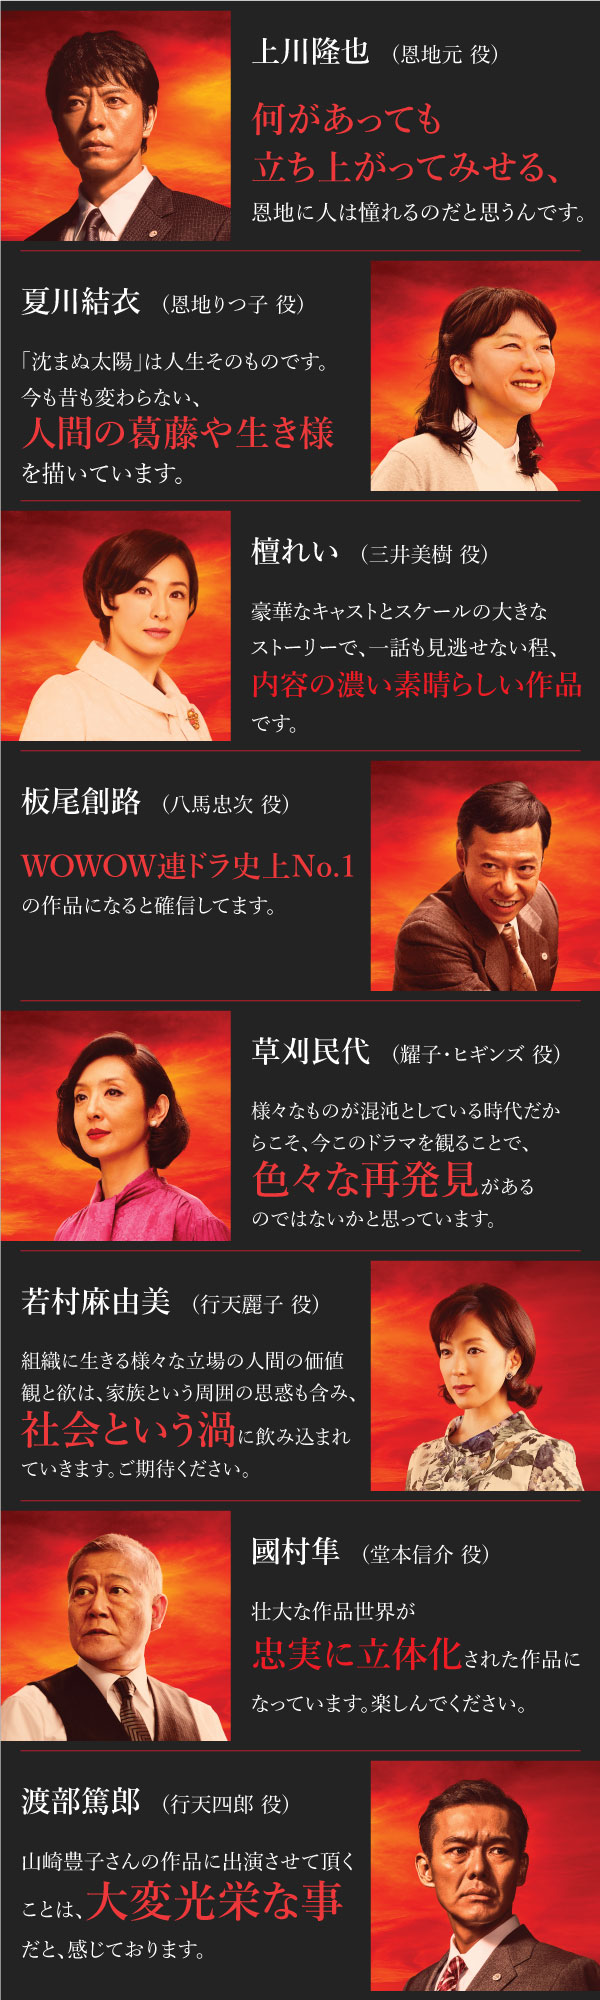 上川隆也 （恩地元 役）
何があっても
立ち上がってみせる、
恩地に人は憧れるのだと思うんです。
夏川結衣 （恩地りつ子 役）
「沈まぬ太陽」は人生そのものです。
今も昔も変わらない、
人間の葛藤や生き様
を描いています。
檀れい （三井美樹 役）
豪華なキャストとスケールの大きな
ストーリーで、一話も見逃せない程、
内容の濃い素晴らしい作品
です。
板尾創路 （八馬忠次 役）
WOWOW連ドラ史上No.1
の作品になると確信してます。
草刈民代 （耀子・ヒギンズ 役）
様々なものが混沌としている時代だか
らこそ、今このドラマを観ることで、
色々な再発見がある
のではないかと思っています。
若村麻由美 （行天麗子 役）
組織に生きる様々な立場の人間の価値
観と欲は、家族という周囲の思惑も含み、
社会という渦に飲み込まれ
ていきます。ご期待ください。
國村隼 （堂本信介 役）
壮大な作品世界が
忠実に立体化された作品に
なっています。楽しんでください。
渡部篤郎 （行天四郎 役）
山崎豊子さんの作品に出演させて頂く
ことは、大変光栄な事
だと、感じております。